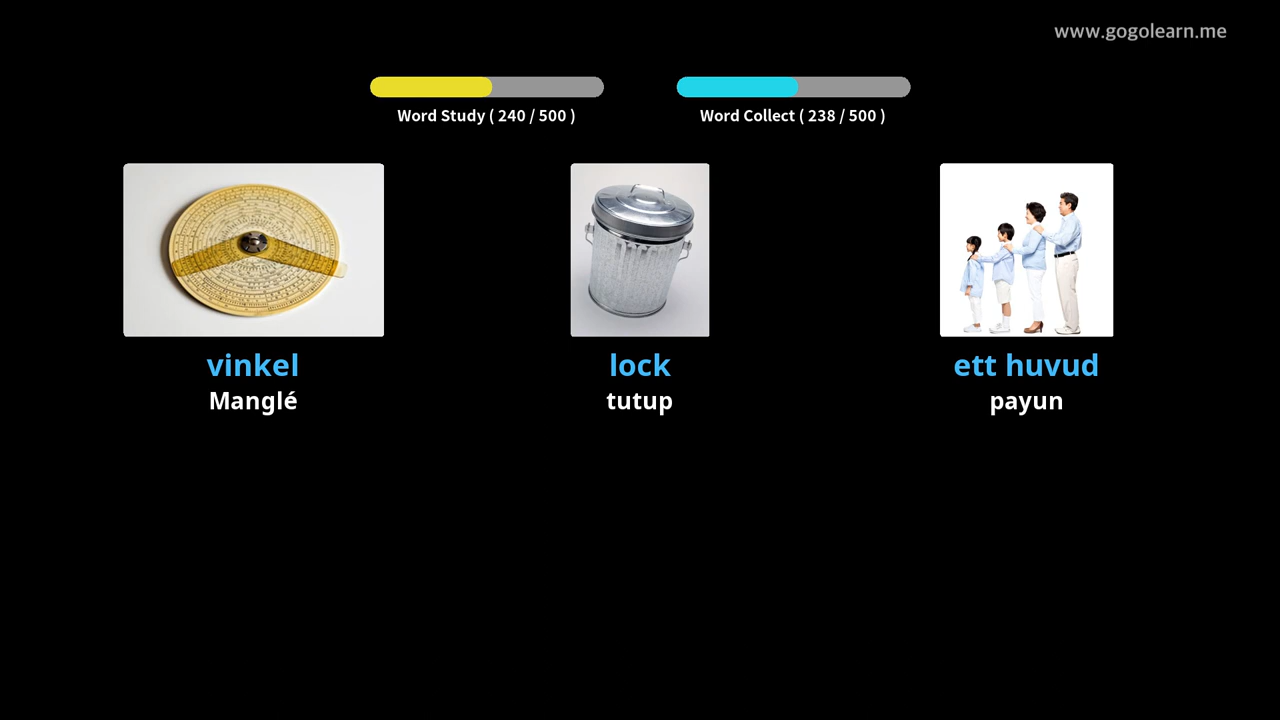 www.gogolearn.me
Word Study ( 240 / 500 )
Word Collect ( 238 / 500 )
vinkel
Manglé
lock
tutup
ett huvud
payun